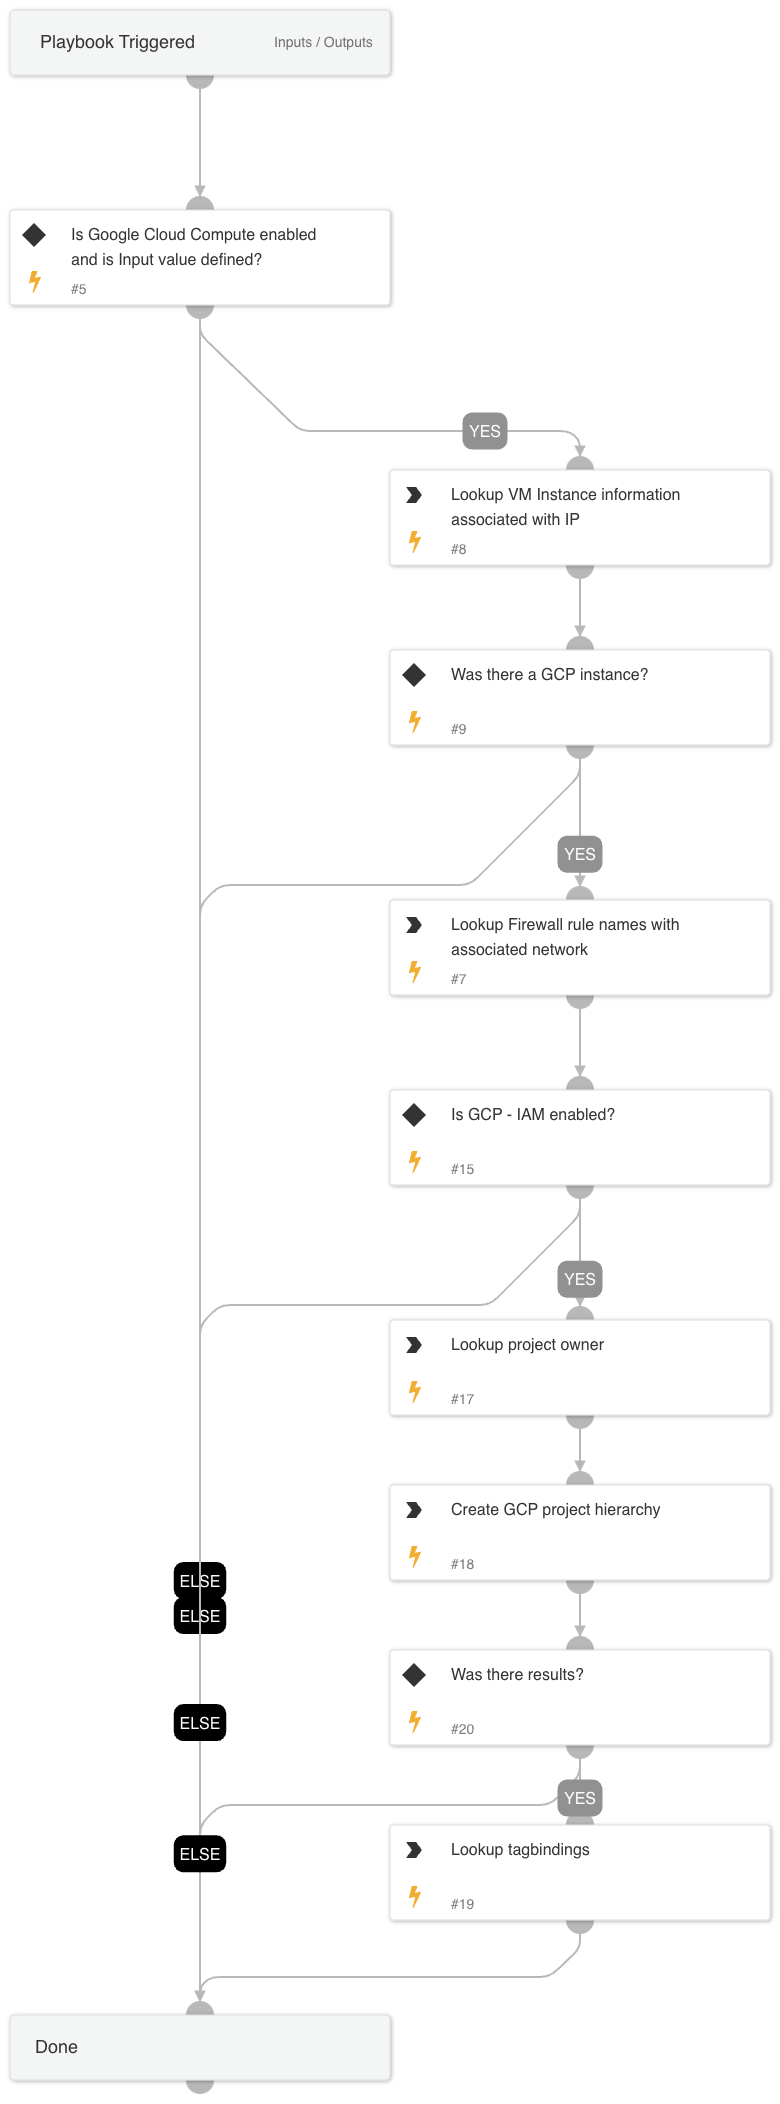 Playbook Triggered
Inputs / Outputs
Is Google Cloud Compute enabled
and is Input value defined?
#5
YES
Lookup VM Instance information
associated with IP
#8
Was there a GCP instance?
#9
YES
Lookup Firewall rule names with
associated network
#7
Is GCP - IAM enabled?
#15
YES
Lookup project owner
#17
Create GCP project hierarchy
#18
ELSE
ELSE
Was there results?
#20
ELSE
YES
Lookup tagbindings
ELSE
#19
Done